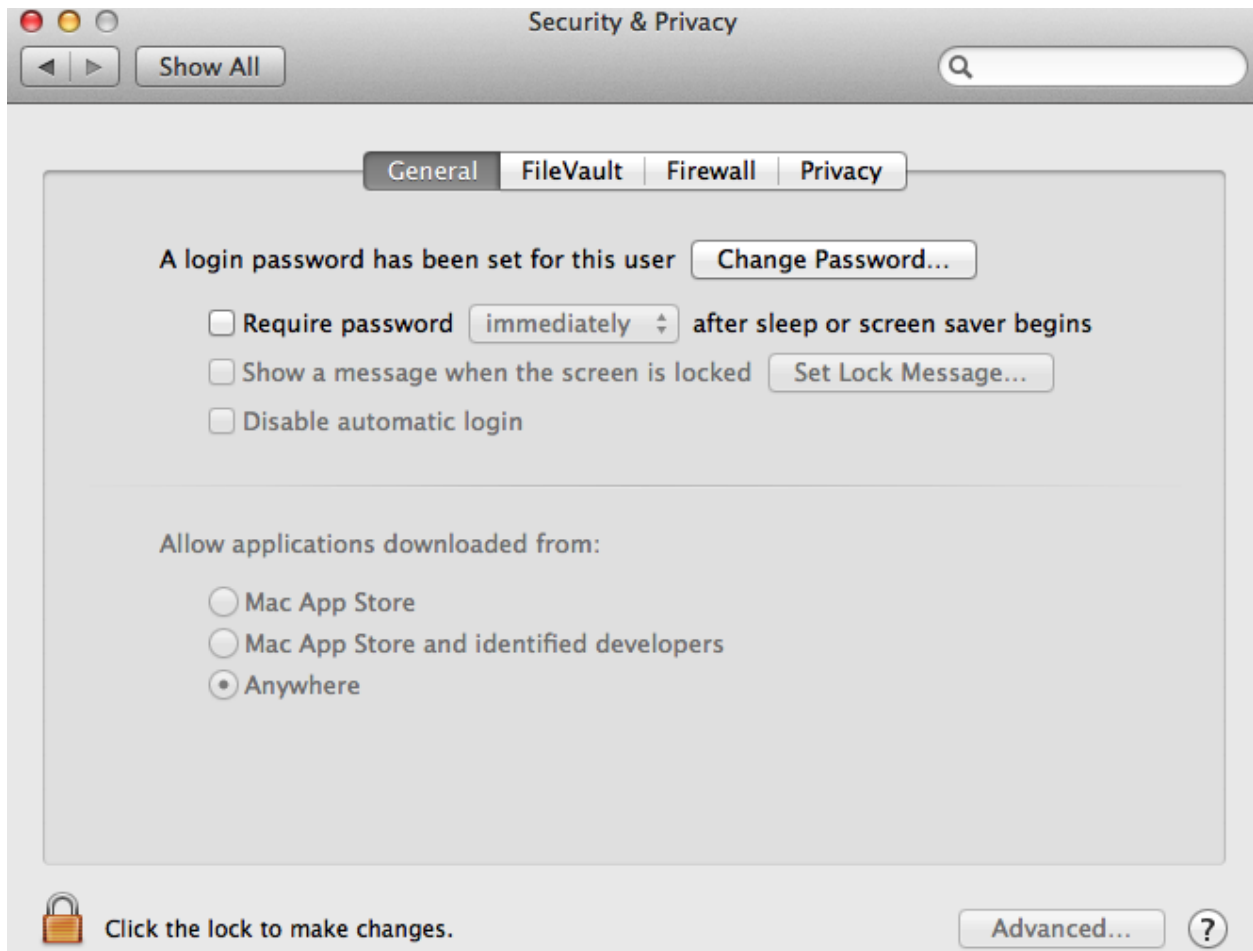 Security & Privacy
Show All
General FileVault Firewall Privacy
A login password has been set for this user Change Password...
Require password immediately after sleep or screen saver begins
Show a message when the screen is locked Set Lock Message...
Disable automatic login
Allow applications downloaded from:
Mac App Store
Mac App Store and identified developers
Anywhere
Click the lock to make changes. Advanced... ?